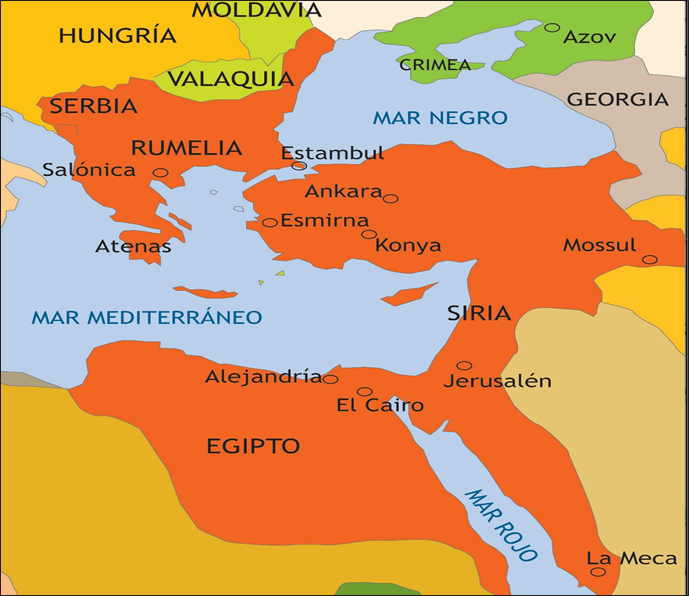 MOLDAVIA
HUNGRÍA
Azov
CRIMEA
VALAQUIA
GEORGIA
SERBIA
MAR NEGRO
RUMELIA
Estambul
Salónica
Ankara
Esmirna
Atenas
Konya
Mossul
MAR MEDITERRÁNEO
SIRIA
Alejandría
Jerusalén
El Cairo
EGIPTO
MAR ROJO
La Meca